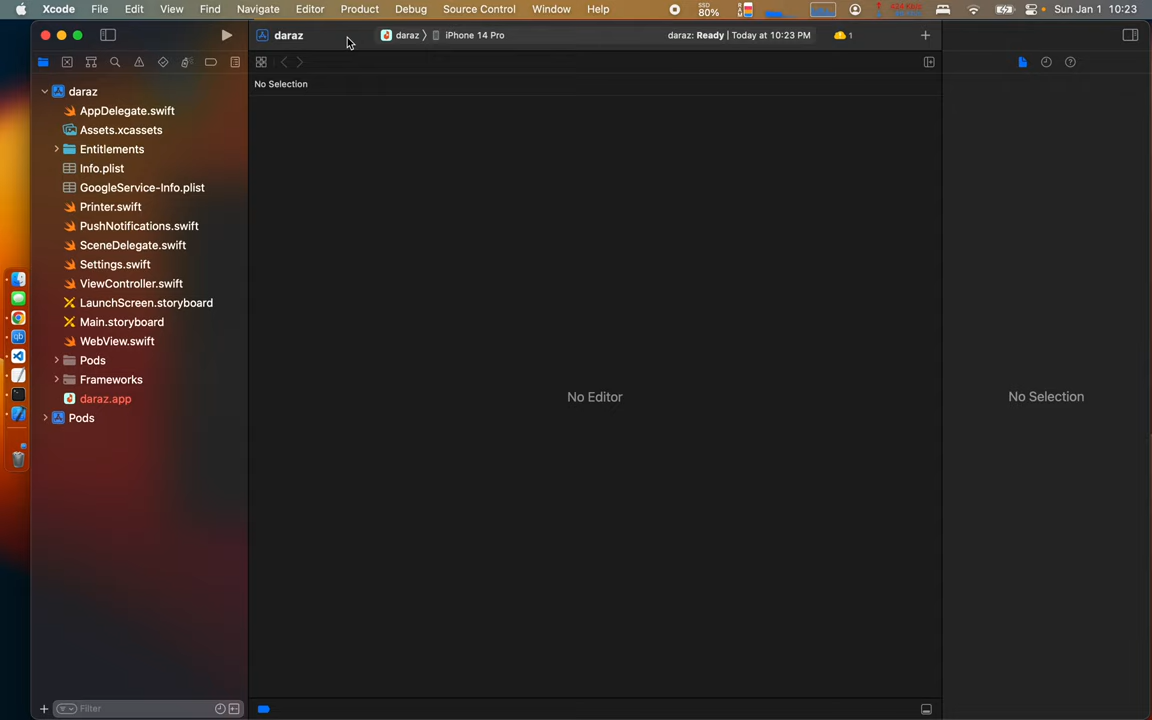 Xcode File Edit View Find Navigate Editor Product Debug Source Control Window Help SSD 80% Sun Jan 1 10:23
daraz daraz iPhone 14 Pro daraz: Ready | Today at 10:23 PM 1
No Selection
daraz
AppDelegate.swift
Assets.xcassets
Entitlements
Info.plist
GoogleService-Info.plist
Printer.swift
PushNotifications.swift
SceneDelegate.swift
Settings.swift
ViewController.swift
LaunchScreen.storyboard
Main.storyboard
WebView.swift
Pods
Frameworks
daraz.app
Pods
No Editor
No Selection
Filter